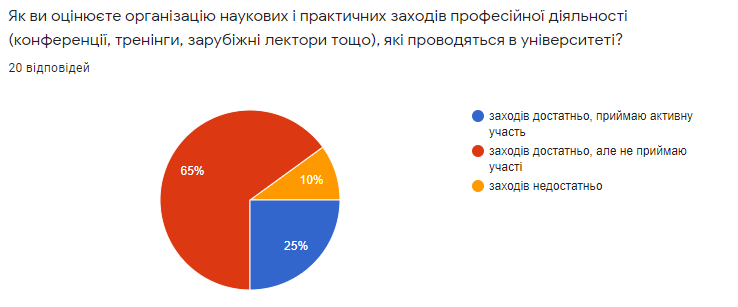 Як ви оцінюєте організацію наукових і практичних заходів професійної діяльності
(конференції, тренінги, зарубіжні лектори тощо), які проводяться в університеті?
20 відповідей
65%
10%
25%
заходів достатньо, приймаю активну
участь
заходів достатньо, але не приймаю
участі
заходів недостатньо